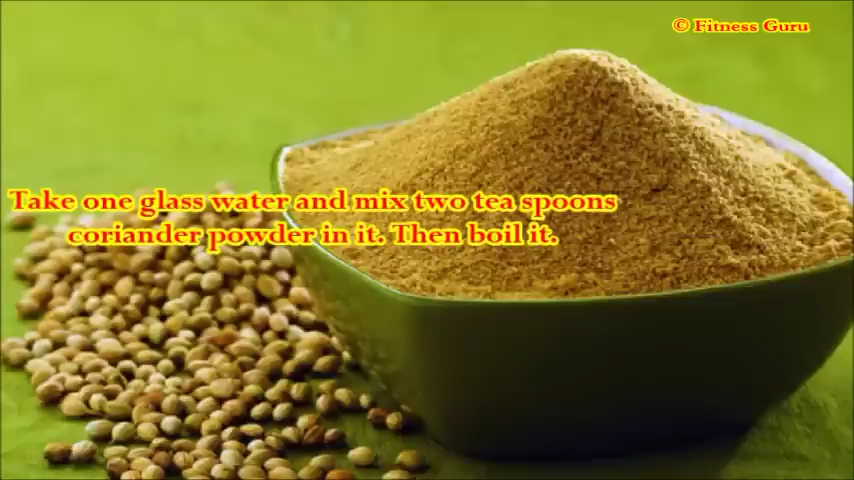 © Fitness Guru
Take one glass water and mix two tea spoons
coriander powder in it. Then boil it.